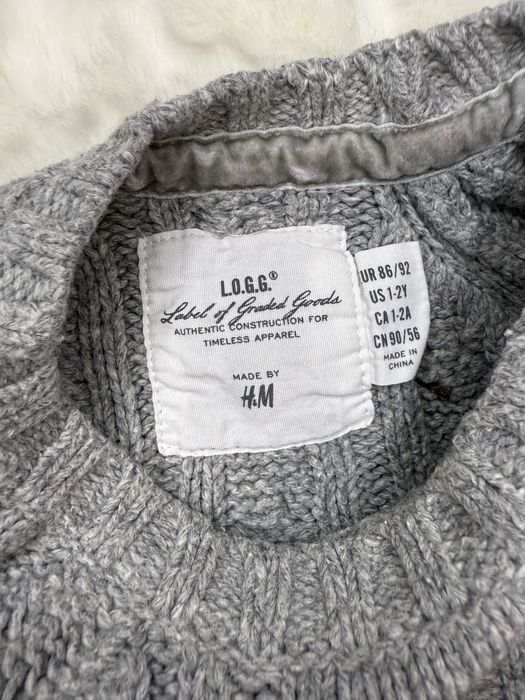 L.O.G.G.®
Label of Graded Goods
AUTHENTIC CONSTRUCTION FOR
TIMELESS APPAREL
MADE BY
H&M
UR 86/92
US 1-2Y
CA 1-2A
CN 90/56
MADE IN
CHINA